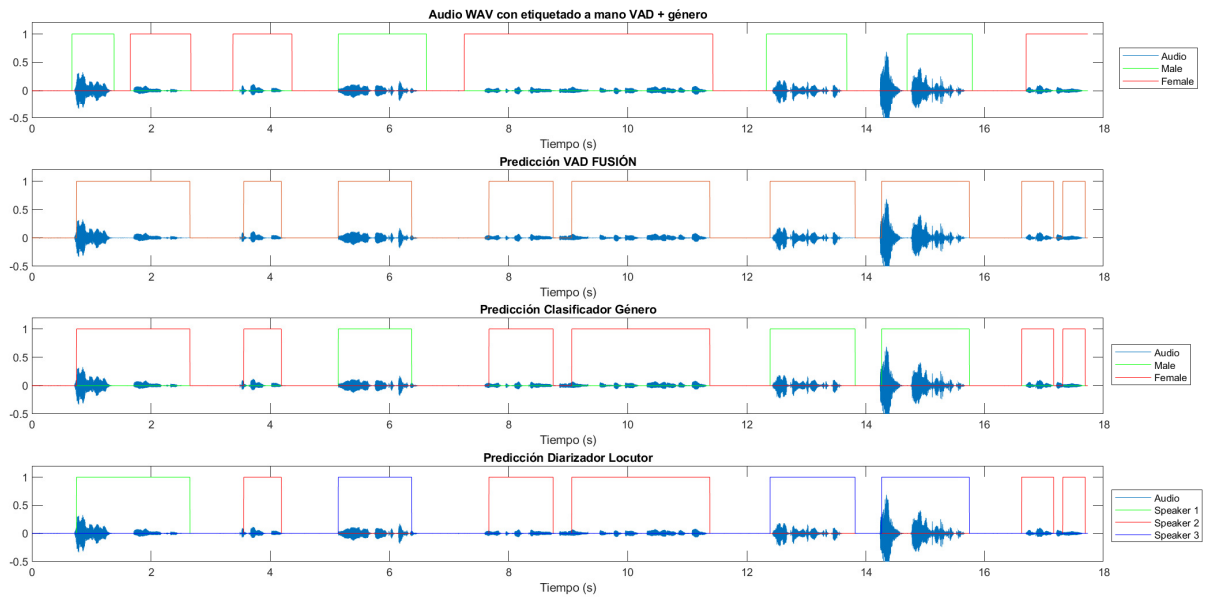 Audio WAV con etiquetado a mano VAD + género
1
0.5
0
-0.5
0 2 4 6 8 10 12 14 16 18
Tiempo (s)
Audio
Male
Female
Predicción VAD FUSIÓN
1
0.5
0
-0.5
0 2 4 6 8 10 12 14 16 18
Tiempo (s)
Predicción Clasificador Género
1
0.5
0
-0.5
0 2 4 6 8 10 12 14 16 18
Tiempo (s)
Audio
Male
Female
Predicción Diarizador Locutor
1
0.5
0
-0.5
0 2 4 6 8 10 12 14 16 18
Tiempo (s)
Audio
Speaker 1
Speaker 2
Speaker 3